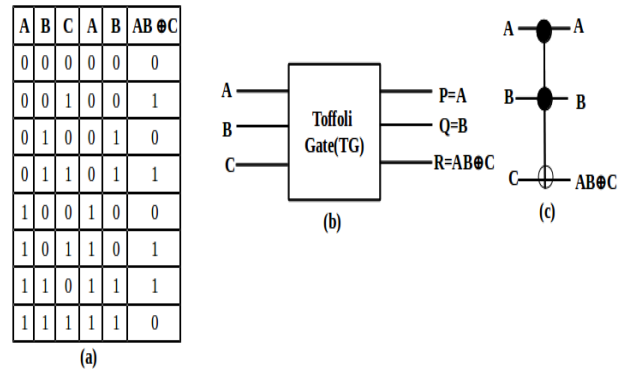 A B C A B AB ⊕C
0 0 0 0 0 0
0 0 1 0 0 1
0 1 0 0 1 0
0 1 1 0 1 1
1 0 0 1 0 0
1 0 1 1 0 1
1 1 0 1 1 1
1 1 1 1 1 0
(a)
A
B
C
Toffoli
Gate(TG)
P=A
Q=B
R=AB⊕C
(b)
A A
B B
C AB⊕C
(c)